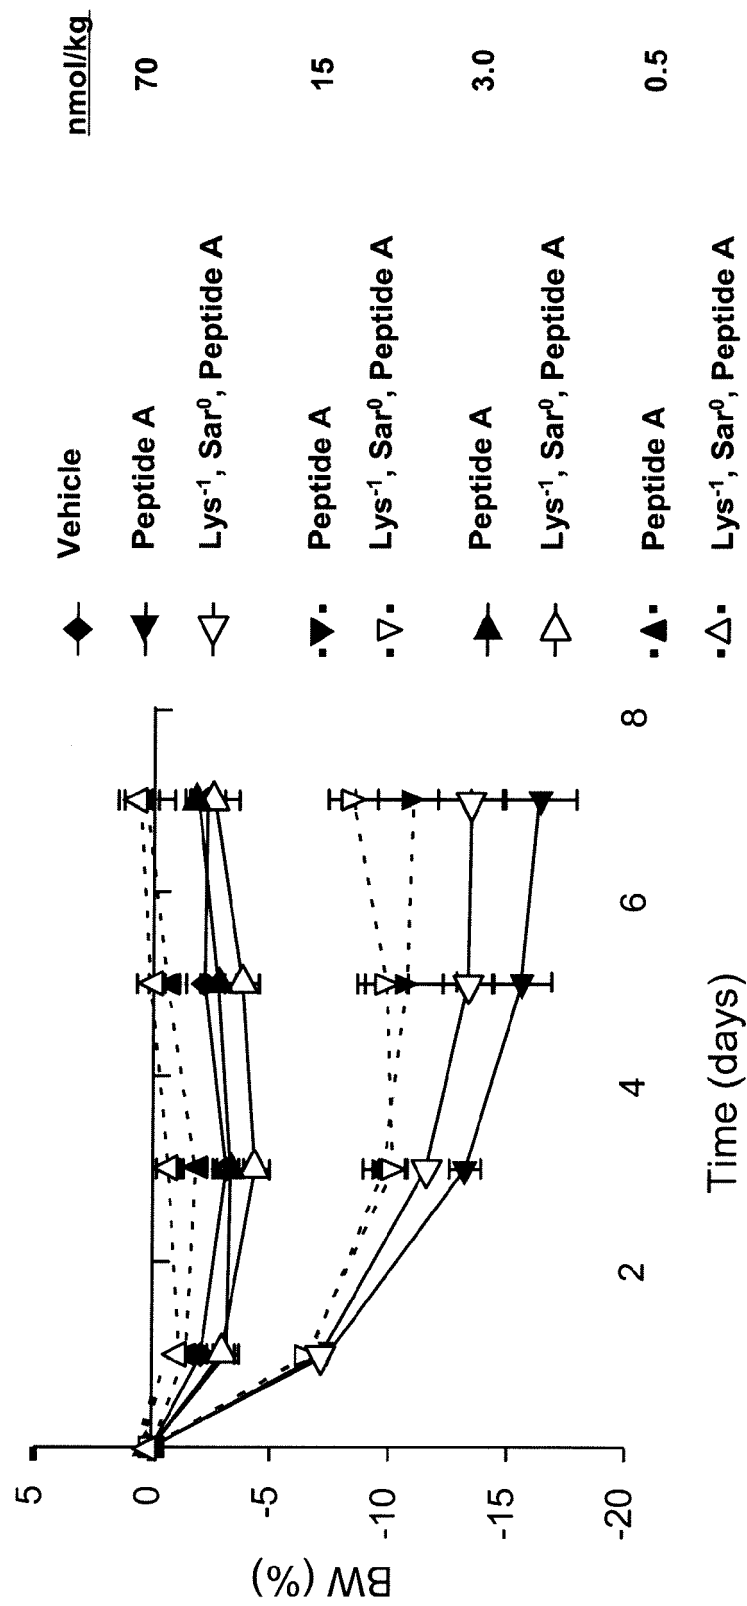 5
0
-5
-10
-15
-20
BW (%)
2
4
6
8
Time (days)
nmol/kg
Vehicle
Peptide A 70
Lys⁻¹, Sar⁰, Peptide A
Peptide A 15
Lys⁻¹, Sar⁰, Peptide A
Peptide A 3.0
Lys⁻¹, Sar⁰, Peptide A
Peptide A 0.5
Lys⁻¹, Sar⁰, Peptide A